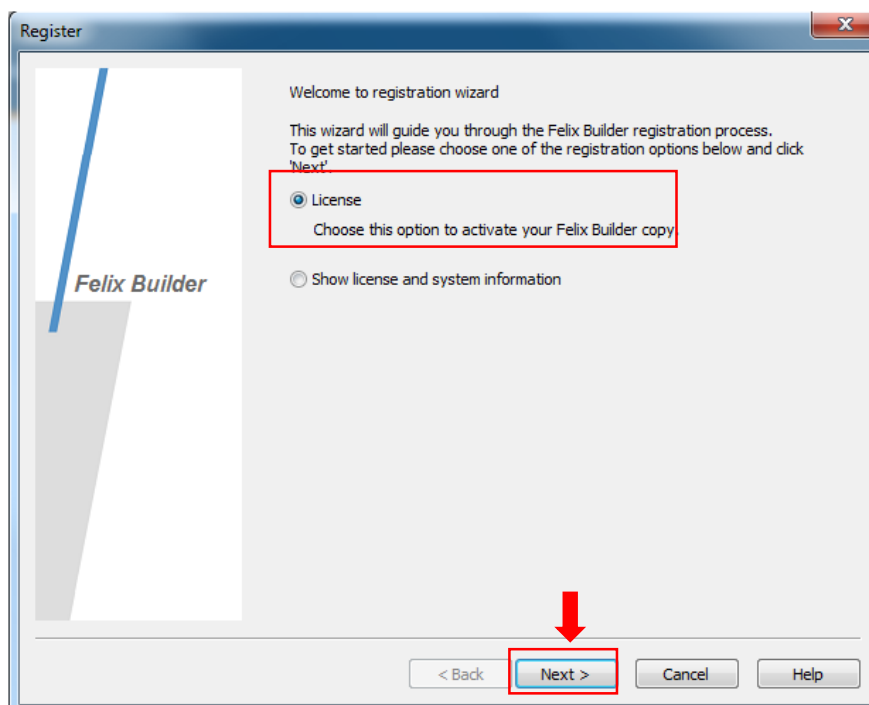 Register
Welcome to registration wizard
This wizard will guide you through the Felix Builder registration process.
To get started please choose one of the registration options below and click
'Next'.
License
Choose this option to activate your Felix Builder copy.
Show license and system information
Felix Builder
< Back
Next >
Cancel
Help